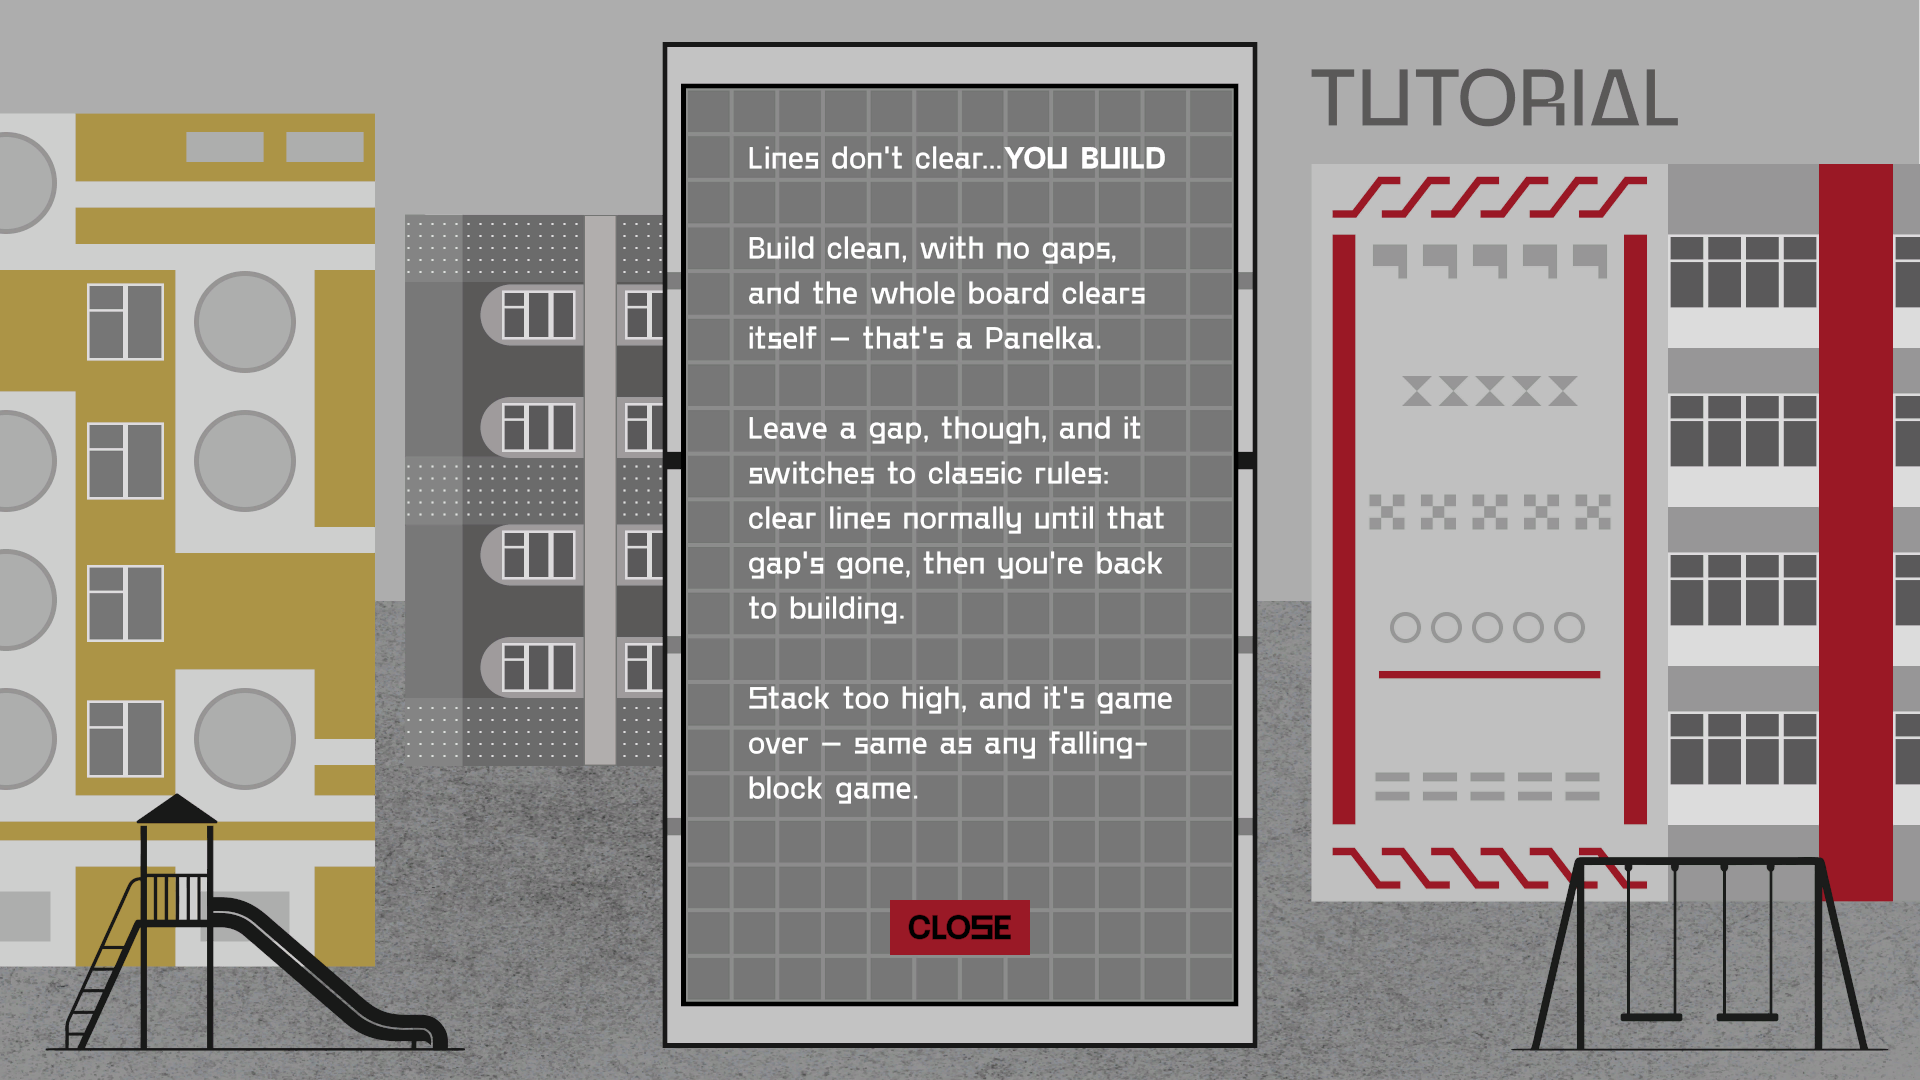 TUTORIAL
Lines don't clear...YOU BUILD
Build clean, with no gaps,
and the whole board clears
itself – that's a Panelka.
Leave a gap, though, and it
switches to classic rules:
clear lines normally until that
gap's gone, then you're back
to building.
Stack too high, and it's game
over – same as any falling-
block game.
CLOSE